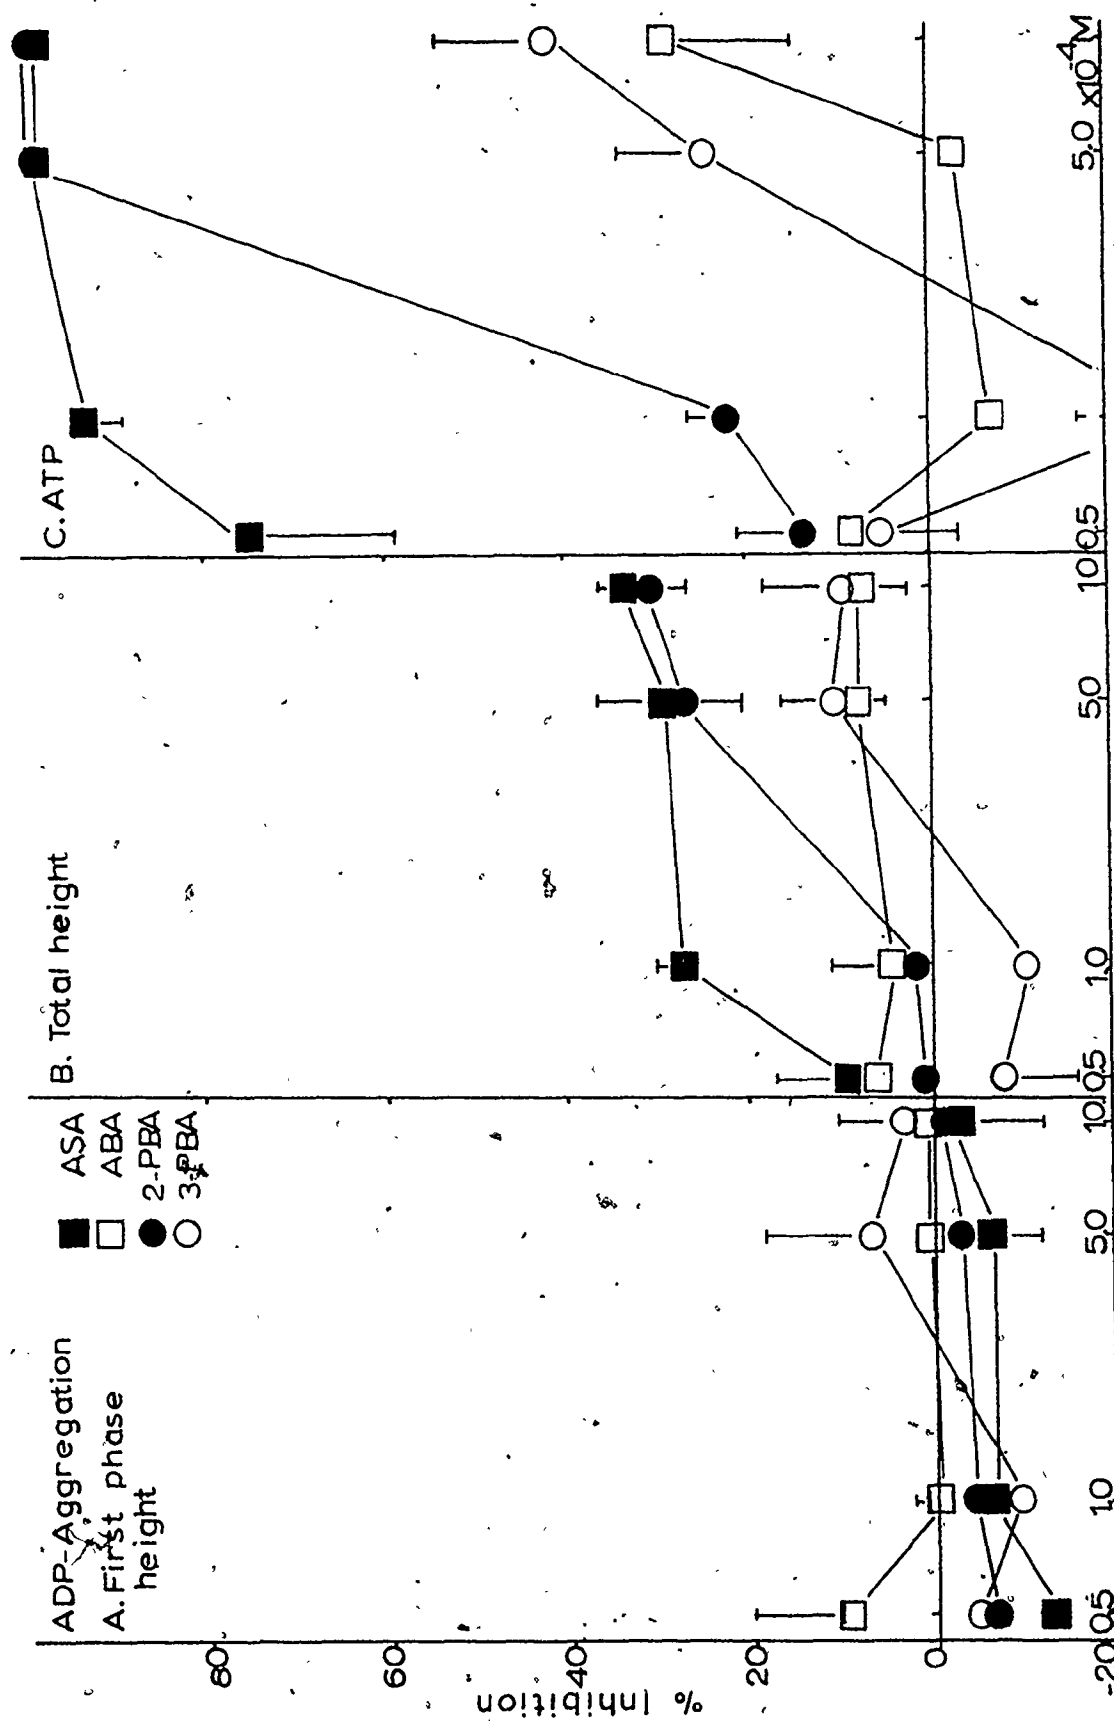 ADP-Aggregation
A. First phase
height
ASA
ABA
2-PBA
3-PBA
B. Total height
C. ATP
% Inhibition
80
60
40
20
0
-20
0.5 1.0 5.0 10
0.5 1.0 5.0 10
0.5 5.0 x10-4M